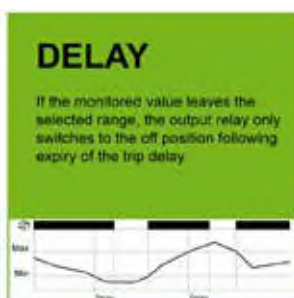 DELAY
If the monitored value leaves the
selected range, the output relay only
switches to the off position following
expiry of the trip delay
Max
Min